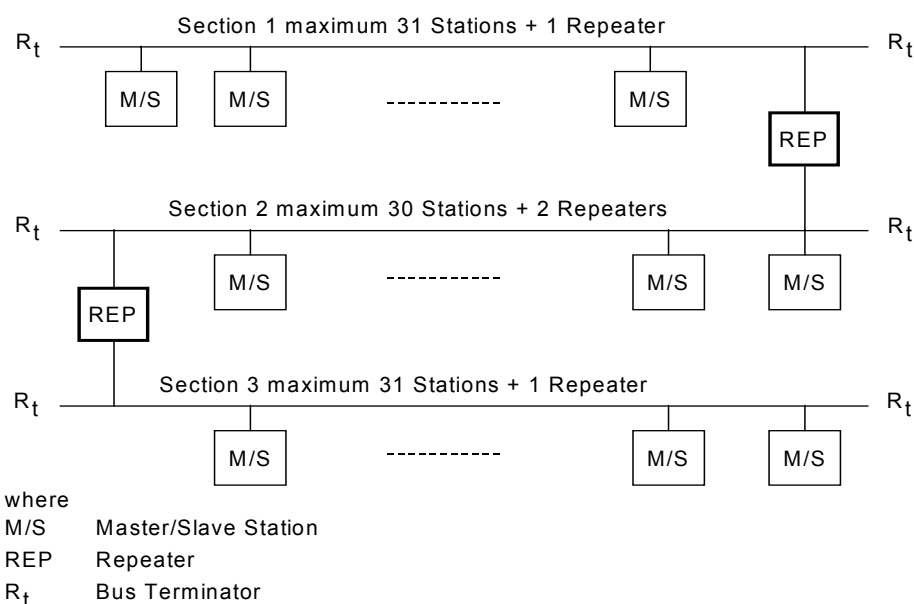 Section 1 maximum 31 Stations + 1 Repeater
Rt Rt
M/S M/S M/S
REP
Section 2 maximum 30 Stations + 2 Repeaters
Rt Rt
M/S M/S M/S
REP
Section 3 maximum 31 Stations + 1 Repeater
Rt Rt
M/S M/S M/S
where
M/S Master/Slave Station
REP Repeater
Rt Bus Terminator